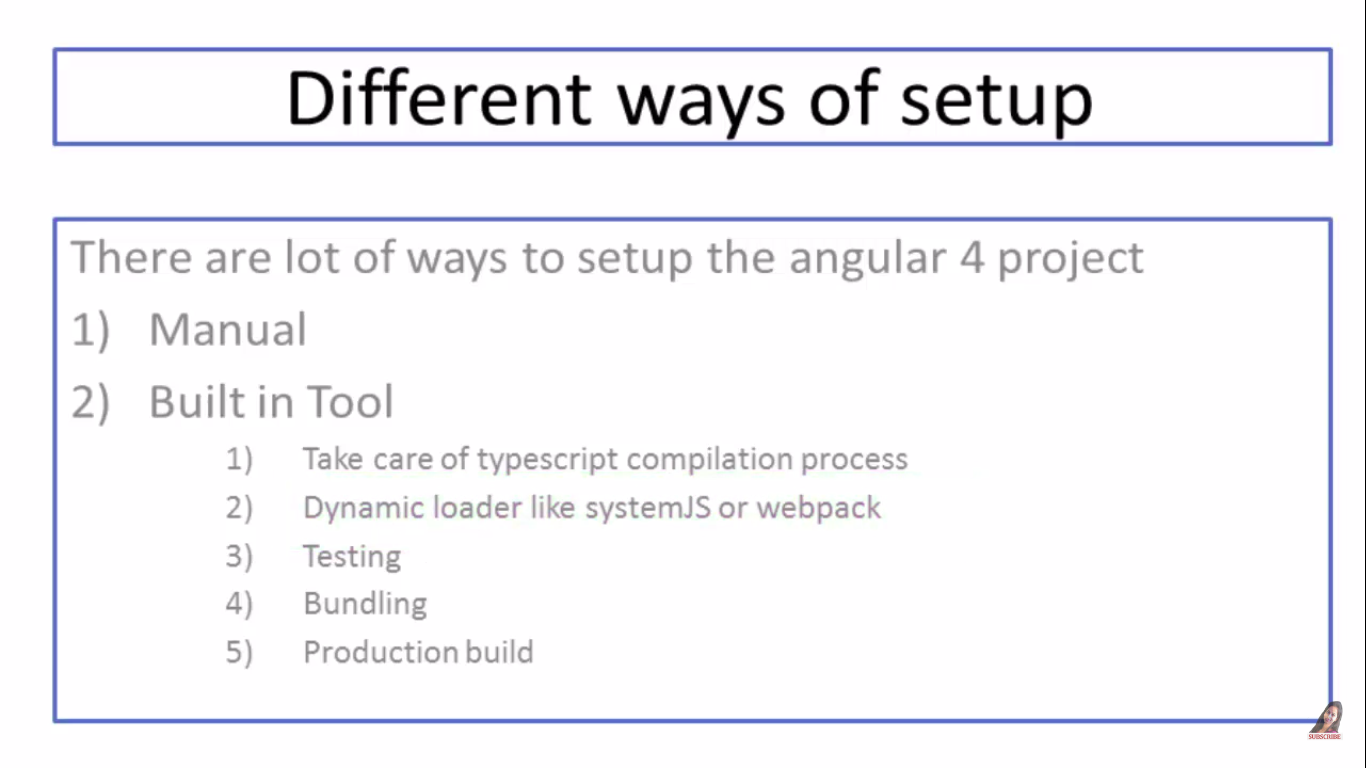 Different ways of setup
There are lot of ways to setup the angular 4 project
1) Manual
2) Built in Tool
1) Take care of typescript compilation process
2) Dynamic loader like systemJS or webpack
3) Testing
4) Bundling
5) Production build
SUBSCRIBE